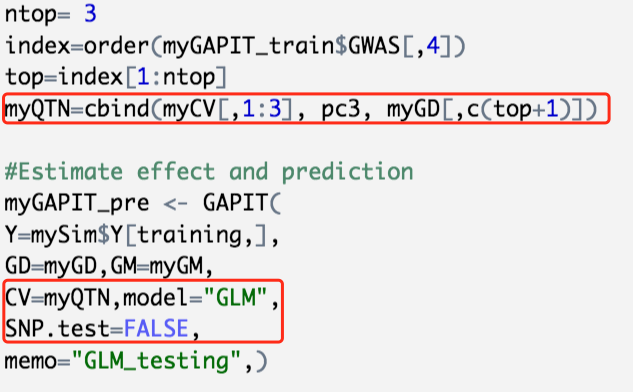 ntop= 3
index=order(myGAPIT_train$GWAS[,4])
top=index[1:ntop]
myQTN=cbind(myCV[,1:3], pc3, myGD[,c(top+1)])
#Estimate effect and prediction
myGAPIT_pre <- GAPIT(
Y=mySim$Y[training,],
GD=myGD,GM=myGM,
CV=myQTN,model="GLM",
SNP.test=FALSE,
memo="GLM_testing",)